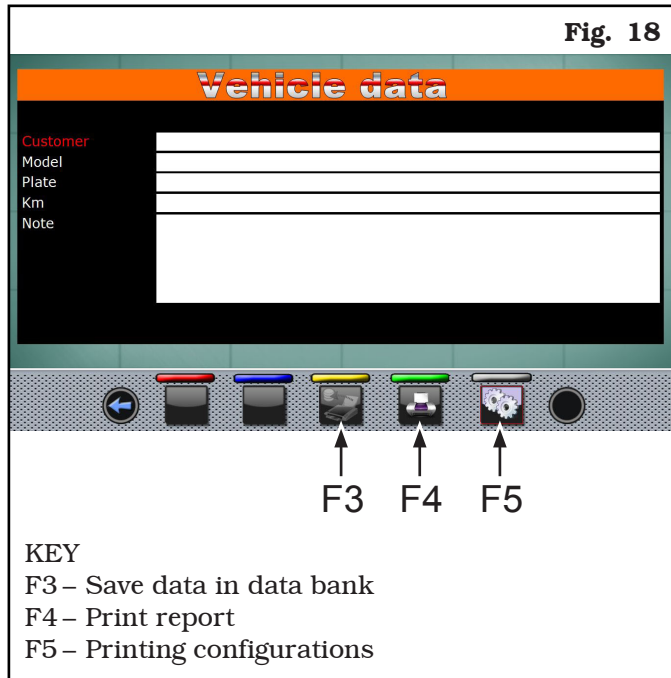 Fig. 18
Vehicle data
Customer
Model
Plate
Km
Note
F3 F4 F5
KEY
F3 – Save data in data bank
F4 – Print report
F5 – Printing configurations